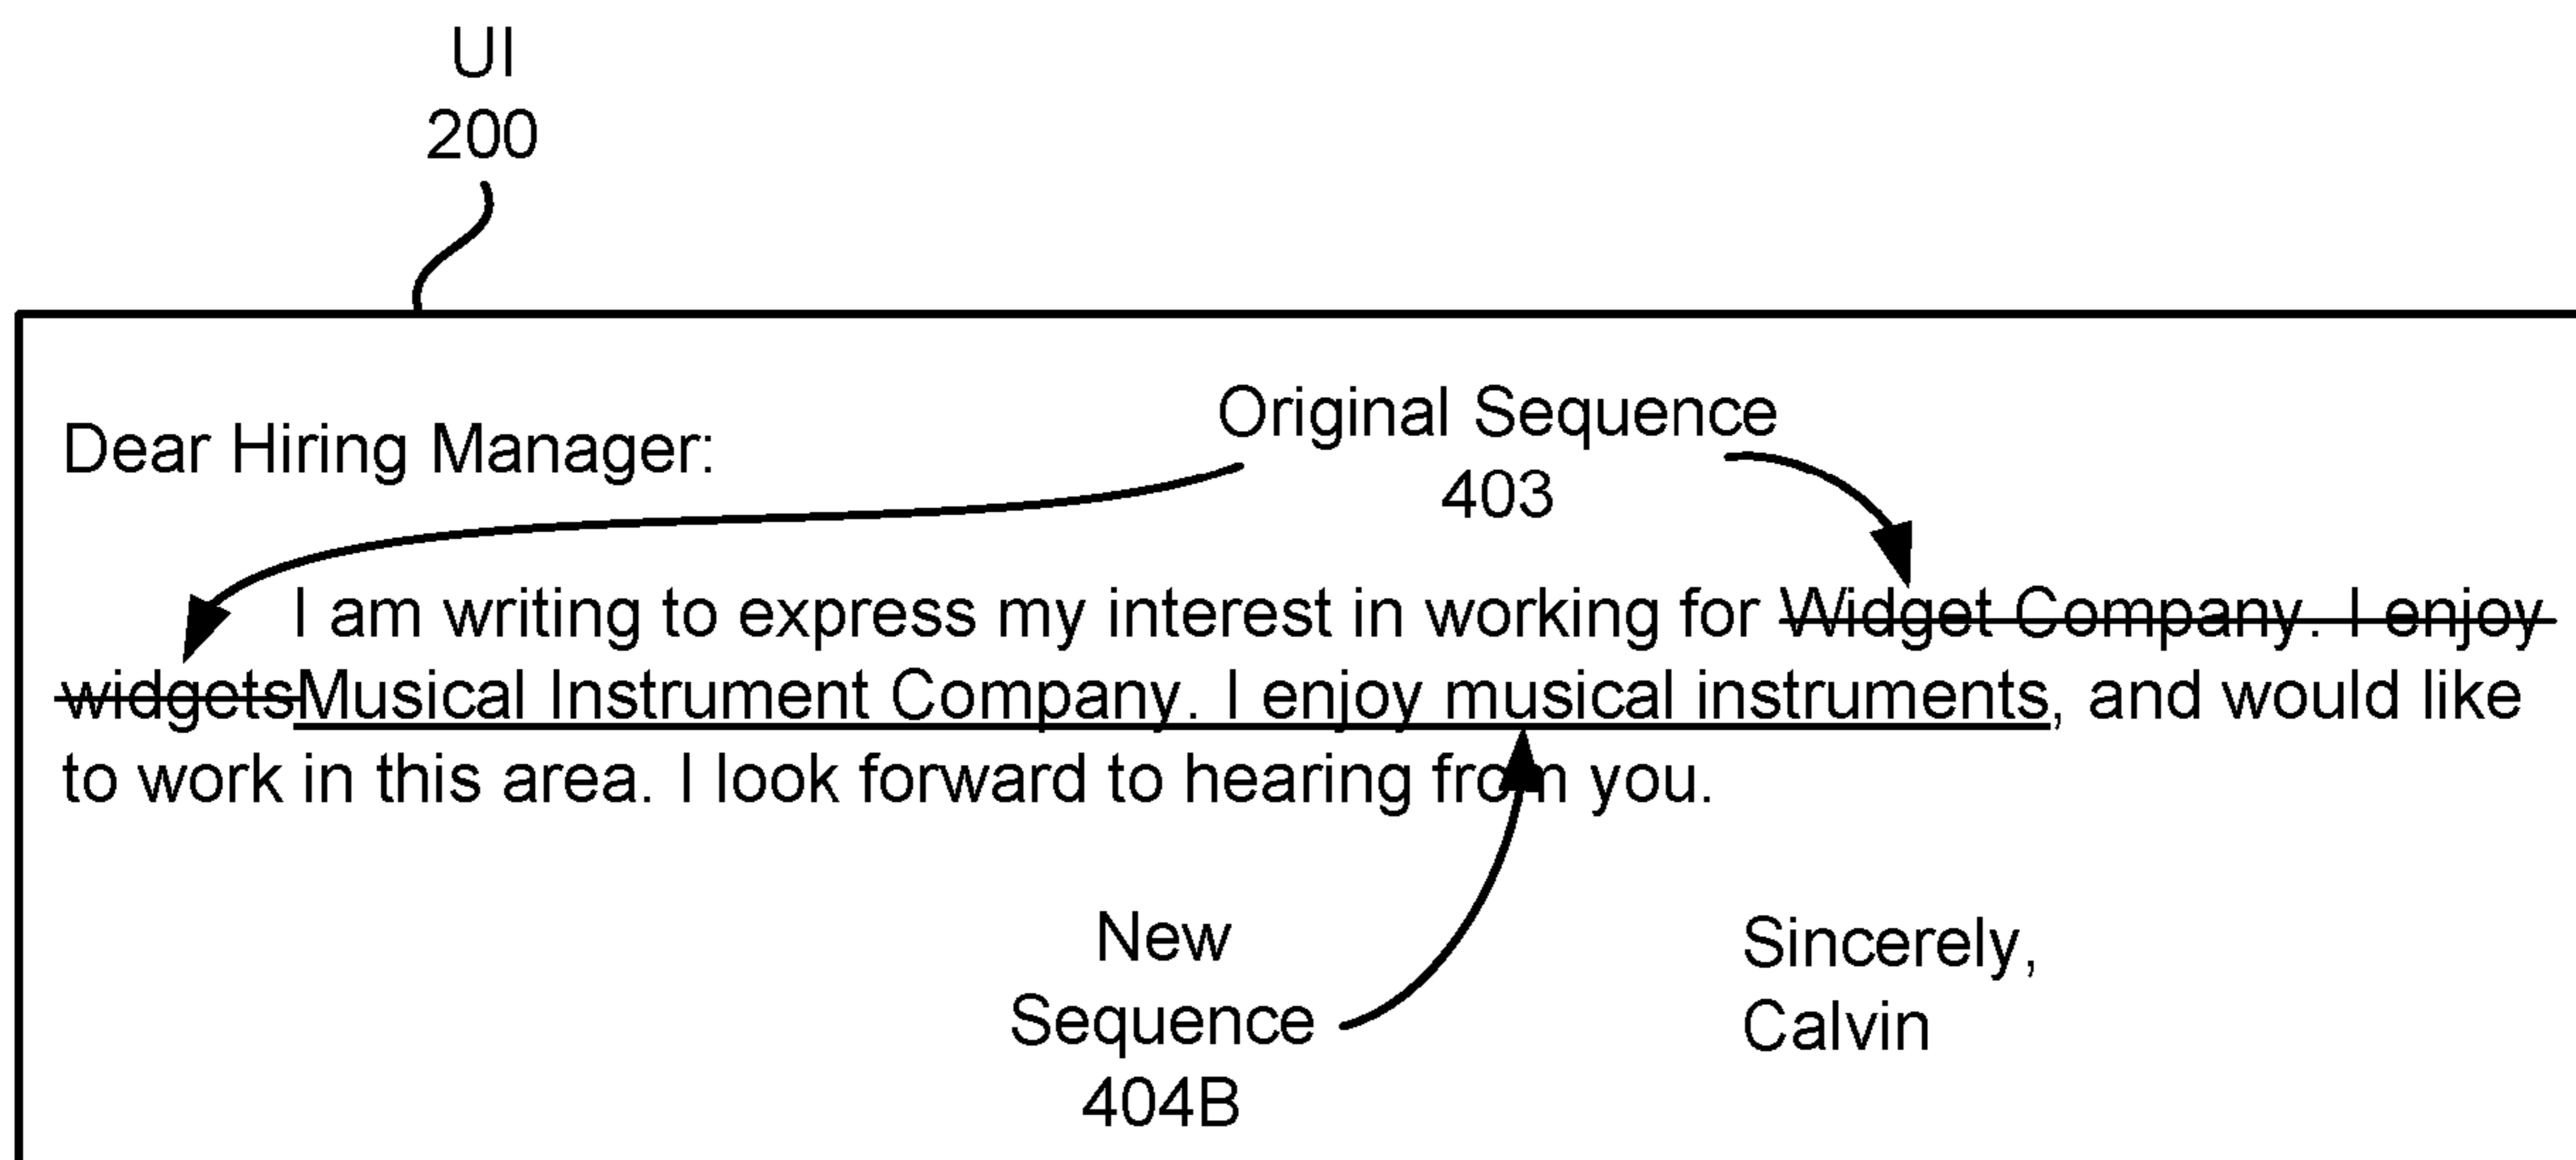 UI
200
Original Sequence
403
Dear Hiring Manager:
I am writing to express my interest in working for Widget Company. I enjoy
widgetsMusical Instrument Company. I enjoy musical instruments, and would like
to work in this area. I look forward to hearing from you.
New
Sequence
404B
Sincerely,
Calvin